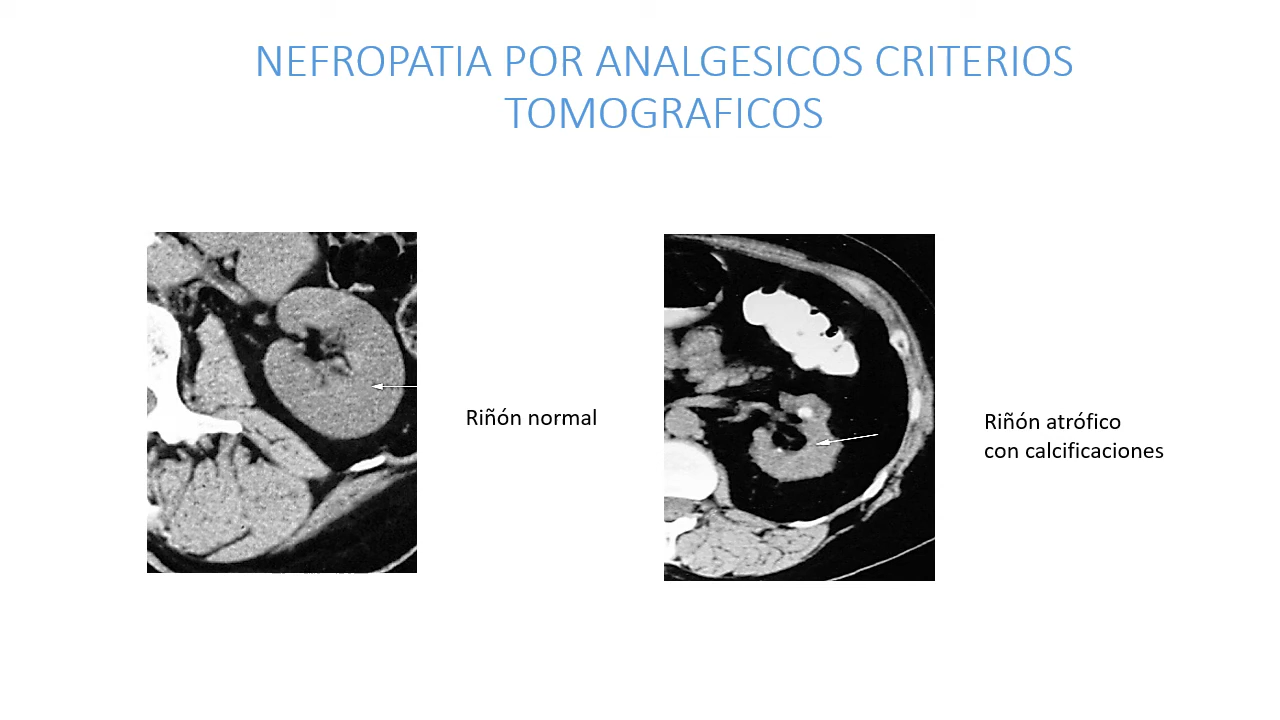 NEFROPATIA POR ANALGESICOS CRITERIOS
TOMOGRAFICOS
Riñón normal
Riñón atrófico
con calcificaciones